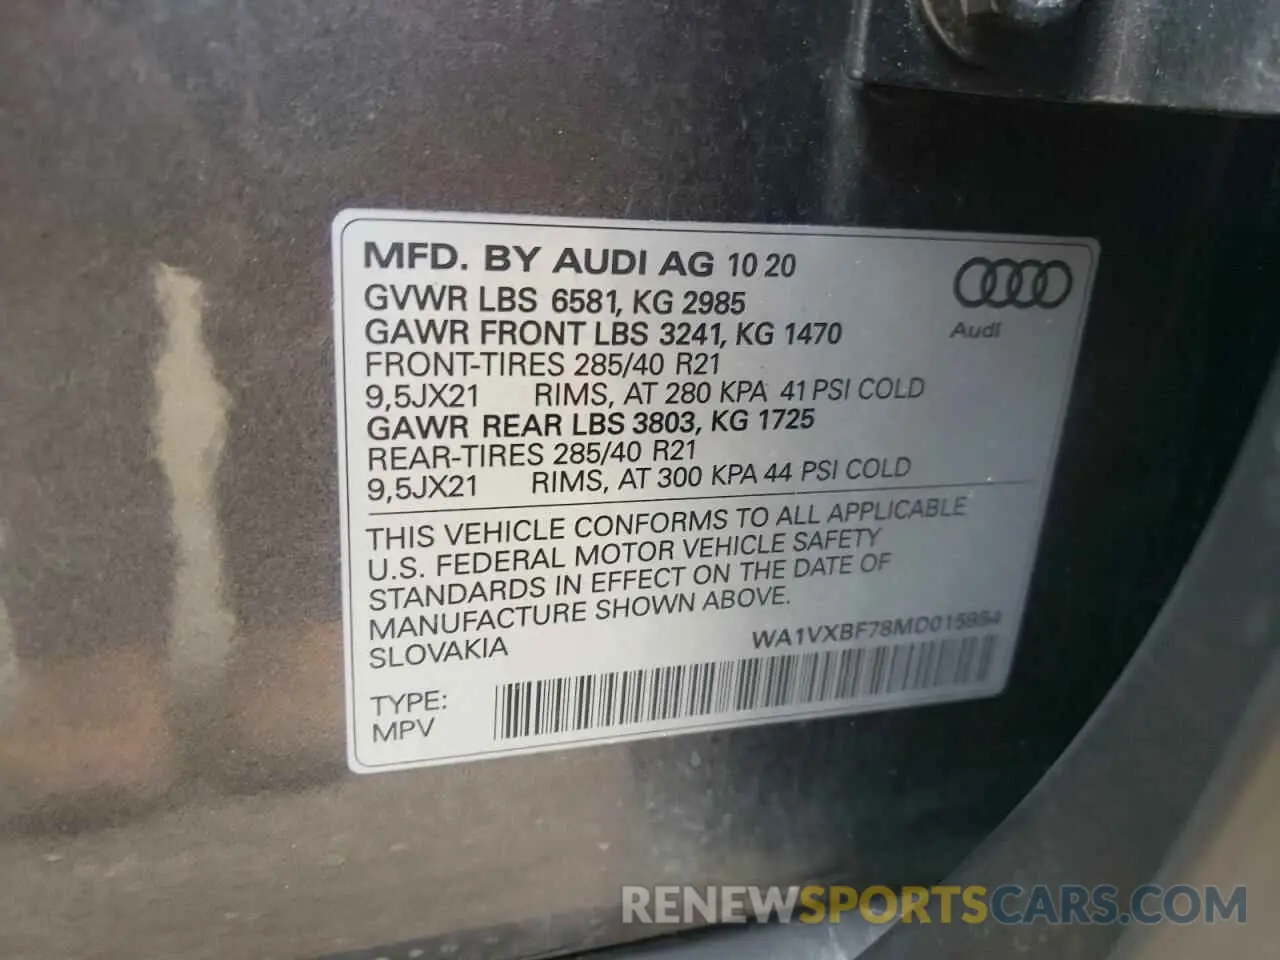 MFD. BY AUDI AG 10 20
GVWR LBS 6581, KG 2985
GAWR FRONT LBS 3241, KG 1470
FRONT-TIRES 285/40 R21
9,5JX21 RIMS, AT 280 KPA 41 PSI COLD
GAWR REAR LBS 3803, KG 1725
REAR-TIRES 285/40 R21
9,5JX21 RIMS, AT 300 KPA 44 PSI COLD
Audi
THIS VEHICLE CONFORMS TO ALL APPLICABLE
U.S. FEDERAL MOTOR VEHICLE SAFETY
STANDARDS IN EFFECT ON THE DATE OF
MANUFACTURE SHOWN ABOVE.
SLOVAKIA
WA1VXBF78MD015954
TYPE:
MPV
RENEWSPORTSCARS.COM